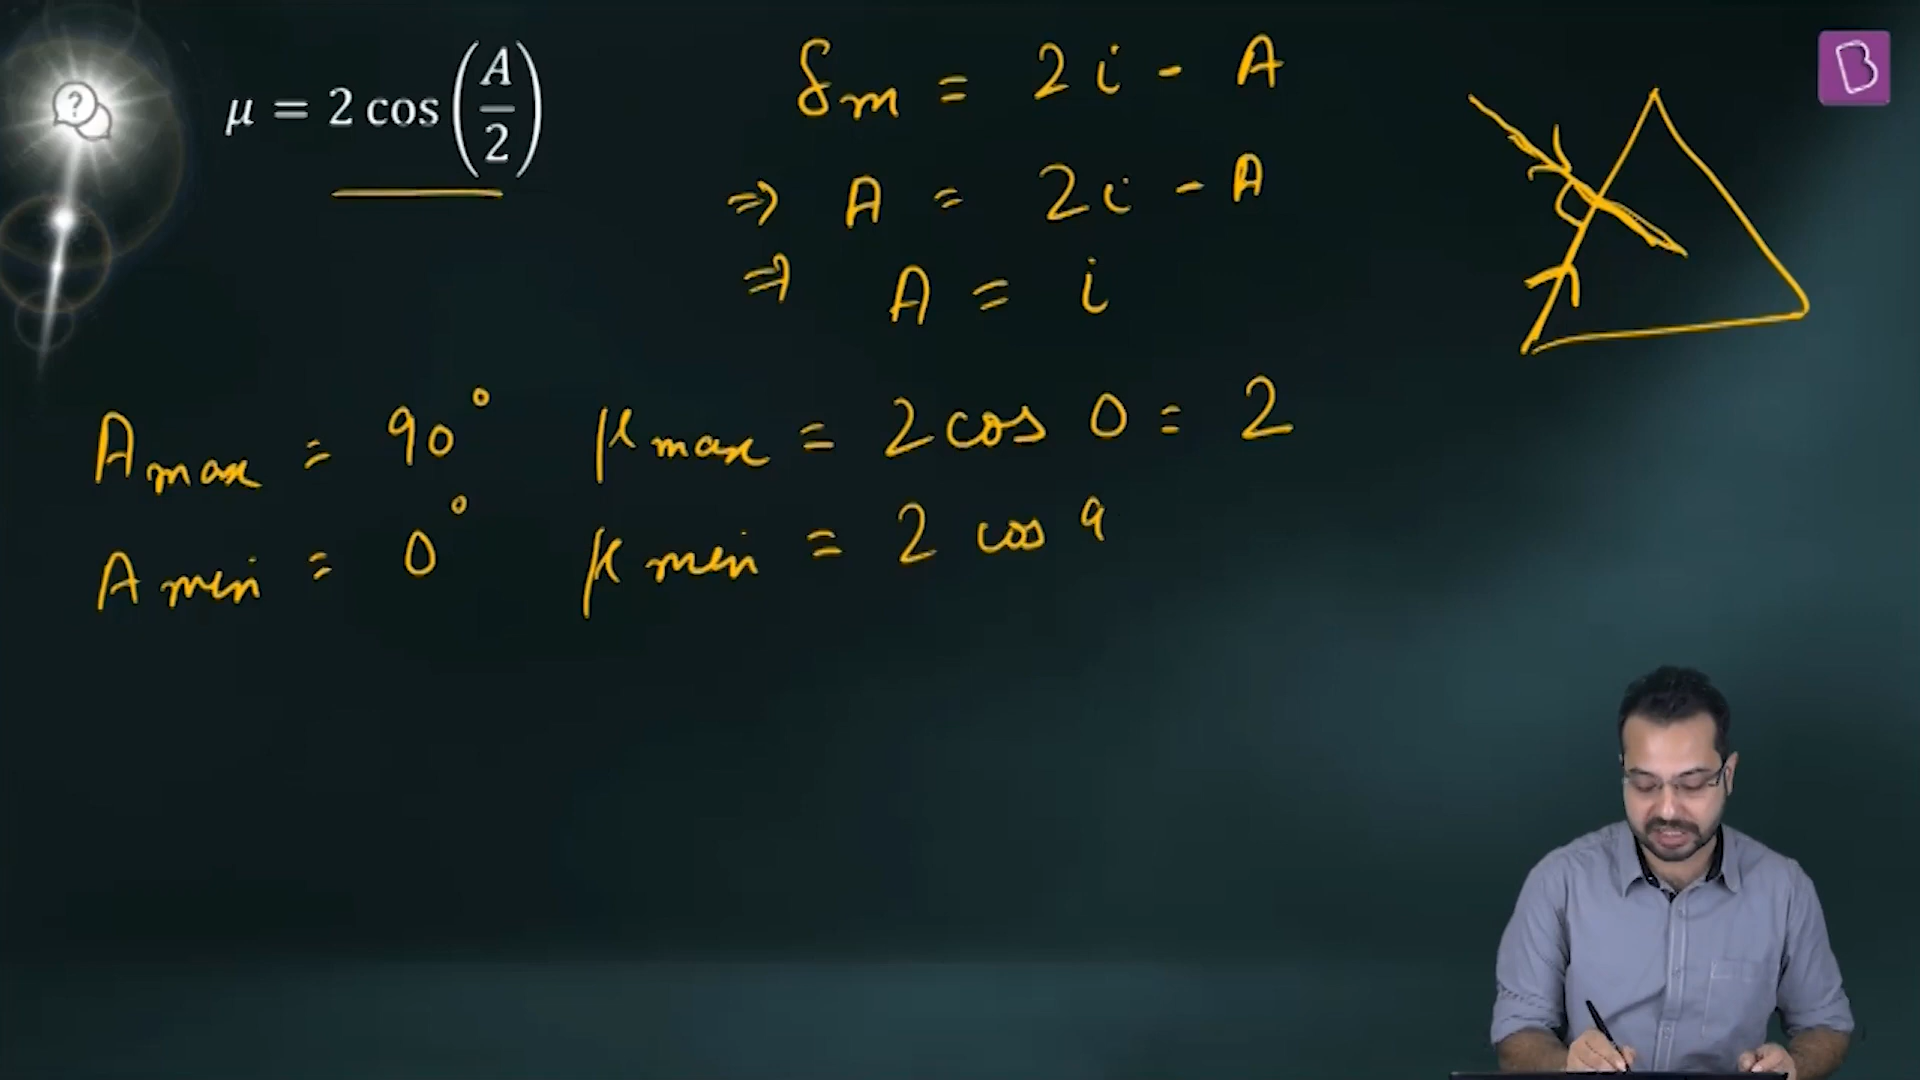 μ = 2 cos(A/2)
δm = 2i - A
⇒ A = 2i - A
⇒ A = i
Amax = 90° μmax = 2 cos 0 = 2
Amin = 0° μmin = 2 cos 9
?
B